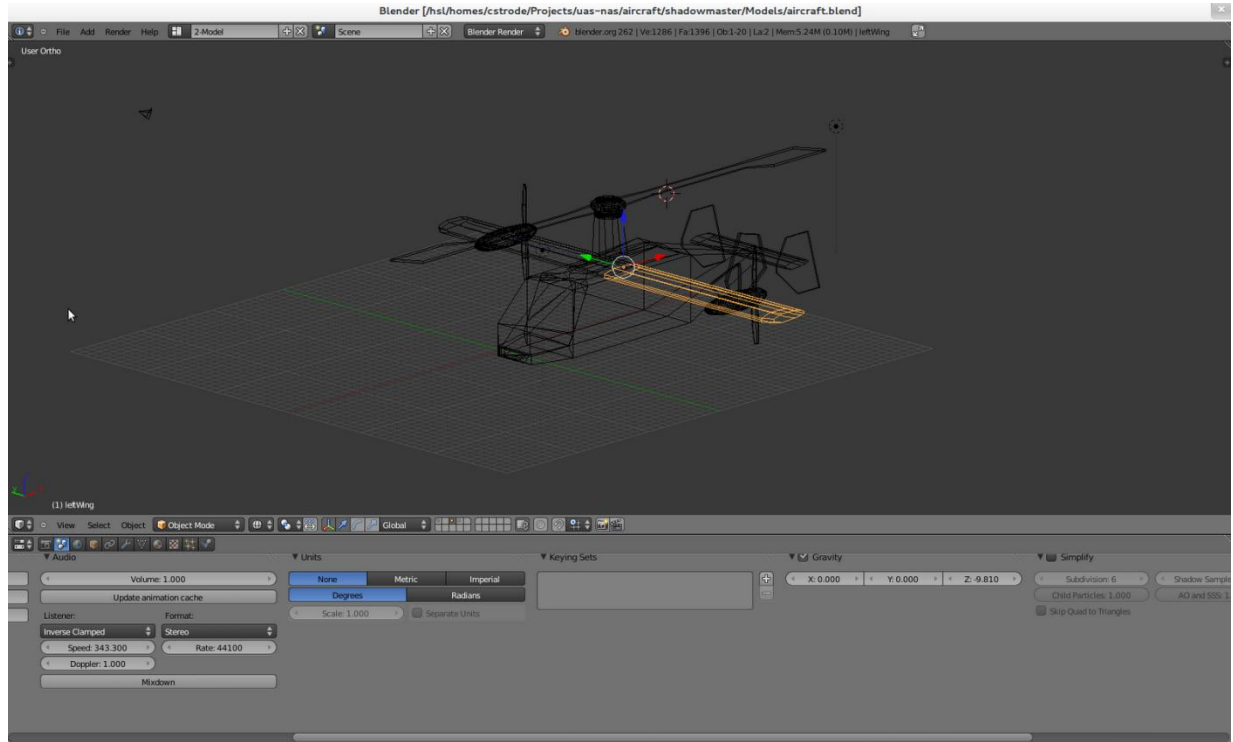 Blender [/hsl/homes/cstrode/Projects/uas-nas/aircraft/shadowmaster/Models/aircraft.blend]
File Add Render Help 2-Model Scene Blender Render blender.org 262 | Ve:1286 | Fa:1396 | Ob:1-20 | La:2 | Mem:5.24M (0.10M) | leftWing
User Ortho
(1) leftWing
View Select Object Object Mode Global
Audio Units Keying Sets Gravity Simplify
Volume: 1.000 None Metric Imperial X: 0.000 Y: 0.000 Z: -9.810 Subdivision: 6 Shadow Sample
Update animation cache Degrees Radians Child Particles: 1.000 AO and SSS: 1.
Listener: Format: Scale: 1.000 Separate Units Skip Quad to Triangles
Inverse Clamped Stereo
Speed: 343.300 Rate: 44100
Doppler: 1.000
Mixdown